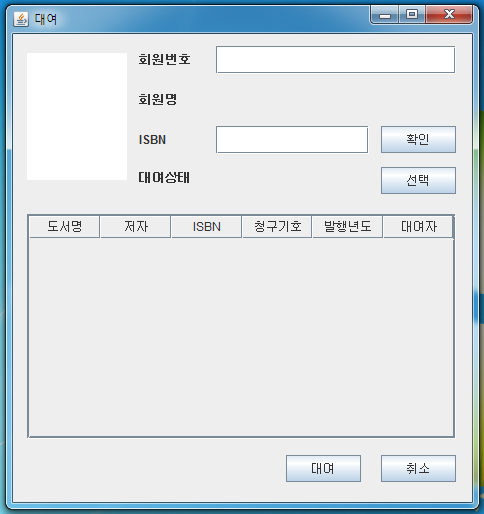 대여
회원번호
회원명
ISBN 확인
대여상태 선택
도서명 저자 ISBN 청구기호 발행년도 대여자
대여 취소